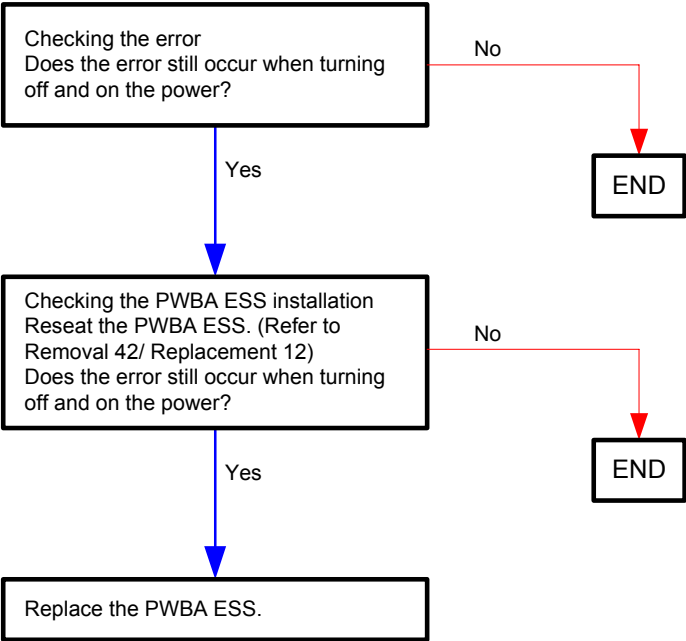 Checking the error
Does the error still occur when turning
off and on the power?
No
END
Yes
Checking the PWBA ESS installation
Reseat the PWBA ESS. (Refer to
Removal 42/ Replacement 12)
Does the error still occur when turning
off and on the power?
No
END
Yes
Replace the PWBA ESS.